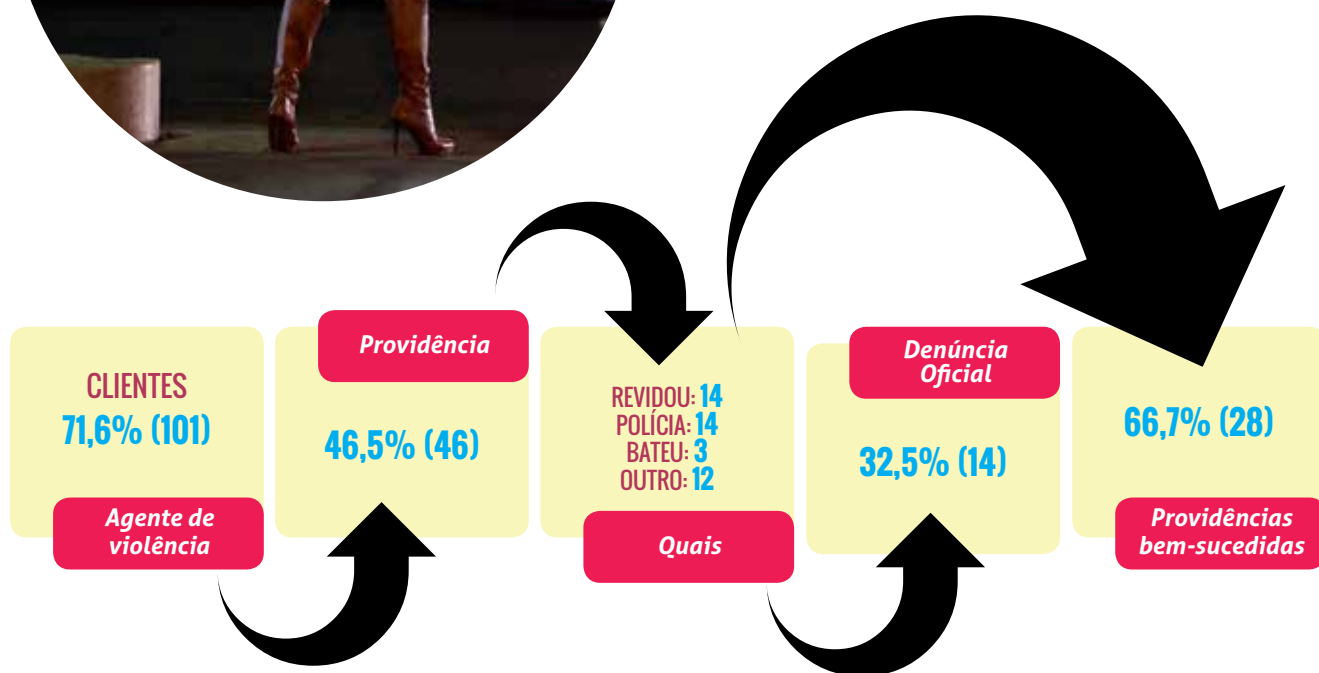 CLIENTES
71,6% (101)
Agente de
violência
Providência
46,5% (46)
REVIDOU: 14
POLÍCIA: 14
BATEU: 3
OUTRO: 12
Quais
Denúncia
Oficial
32,5% (14)
66,7% (28)
Providências
bem-sucedidas